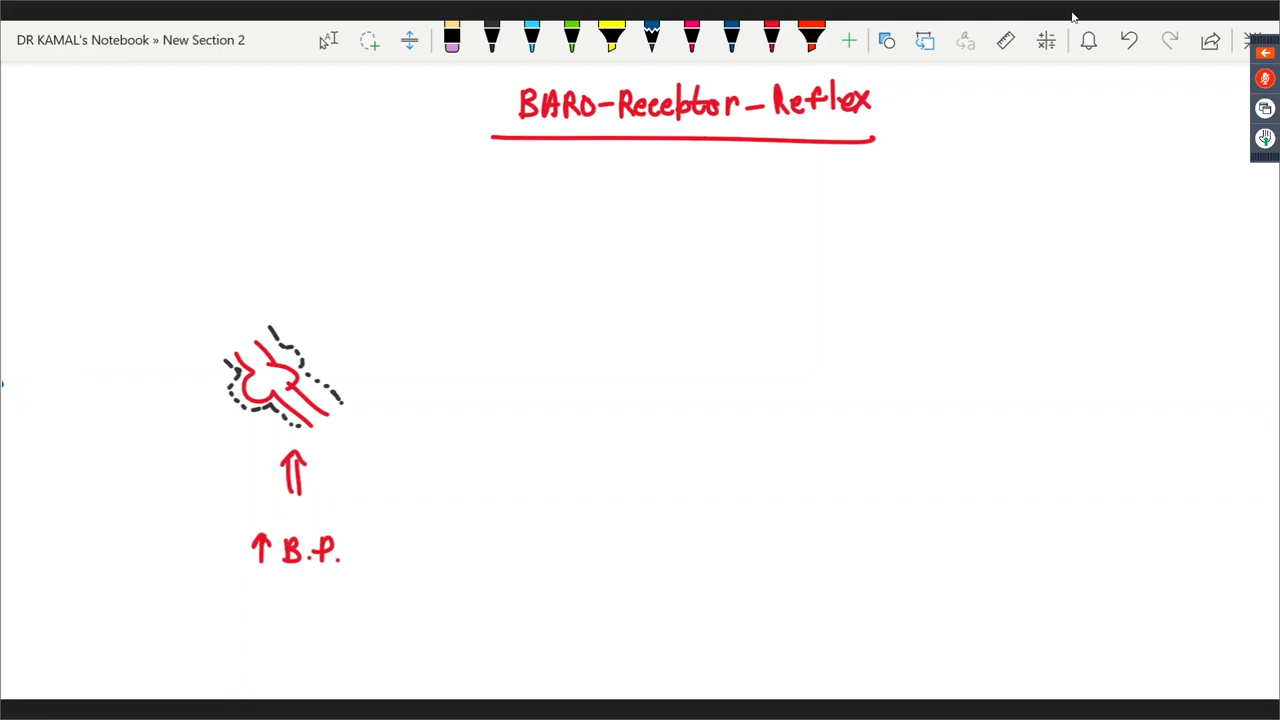 DR KAMAL's Notebook » New Section 2
BARO-Receptor-Reflex
↑ B.P.